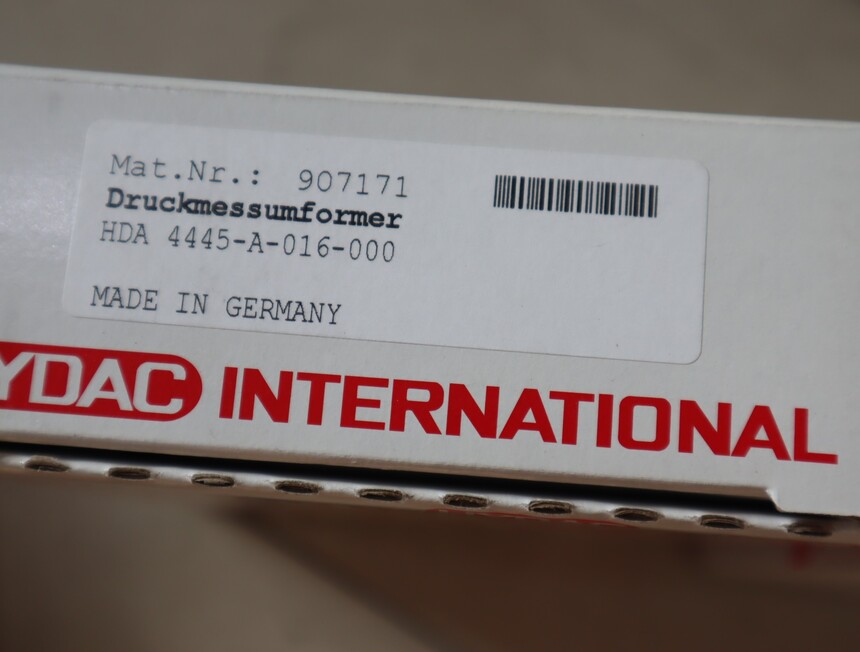 Mat.Nr.: 907171
Druckmessumformer
HDA 4445-A-016-000
MADE IN GERMANY
YDAC INTERNATIONAL